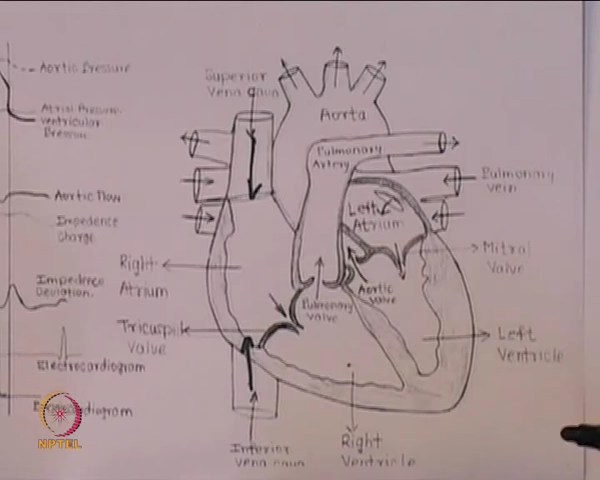 Aortic Pressure
Atrial Pressure
Ventricular
Pressure
Aortic Flow
Impedence
Change
Impedence
Deviation
Electrocardiogram
NPTEL
Superior
Vena cava
Aorta
Pulmonary
Artery
Pulmonary
vein
Left
Atrium
Mitral
Valve
Right
Atrium
Aortic
valve
Pulmonary
Valve
Tricuspid
Valve
Left
Ventricle
Inferior
Vena cava
Right
Ventricle